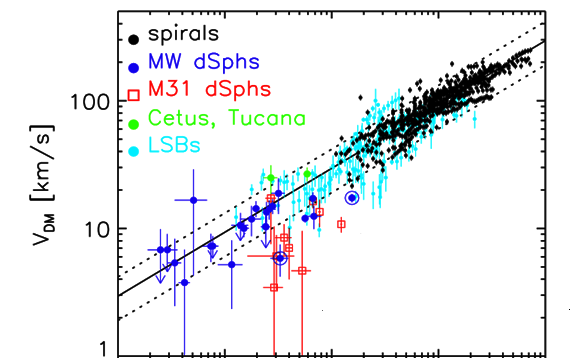 spirals
MW dSphs
M31 dSphs
Cetus, Tucana
LSBs
100
10
1
V_DM [km/s]